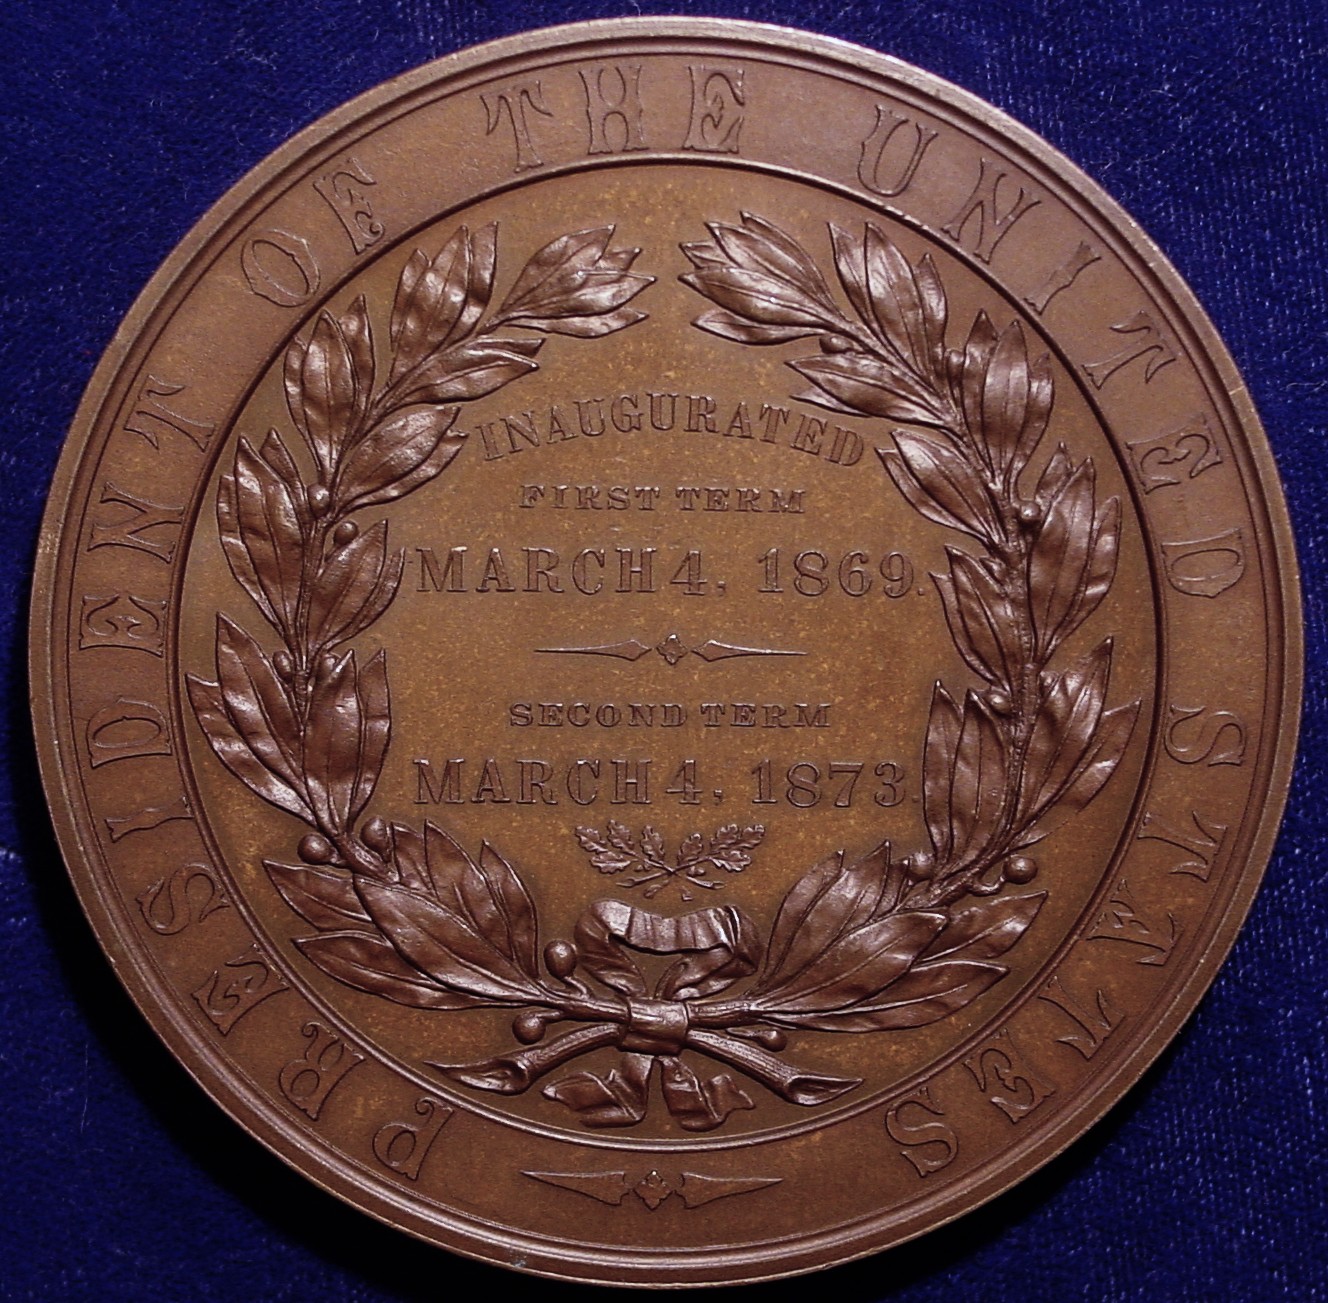 PRESIDENT OF THE UNITED STATES
INAUGURATED
FIRST TERM
MARCH 4, 1869.
SECOND TERM
MARCH 4, 1873.